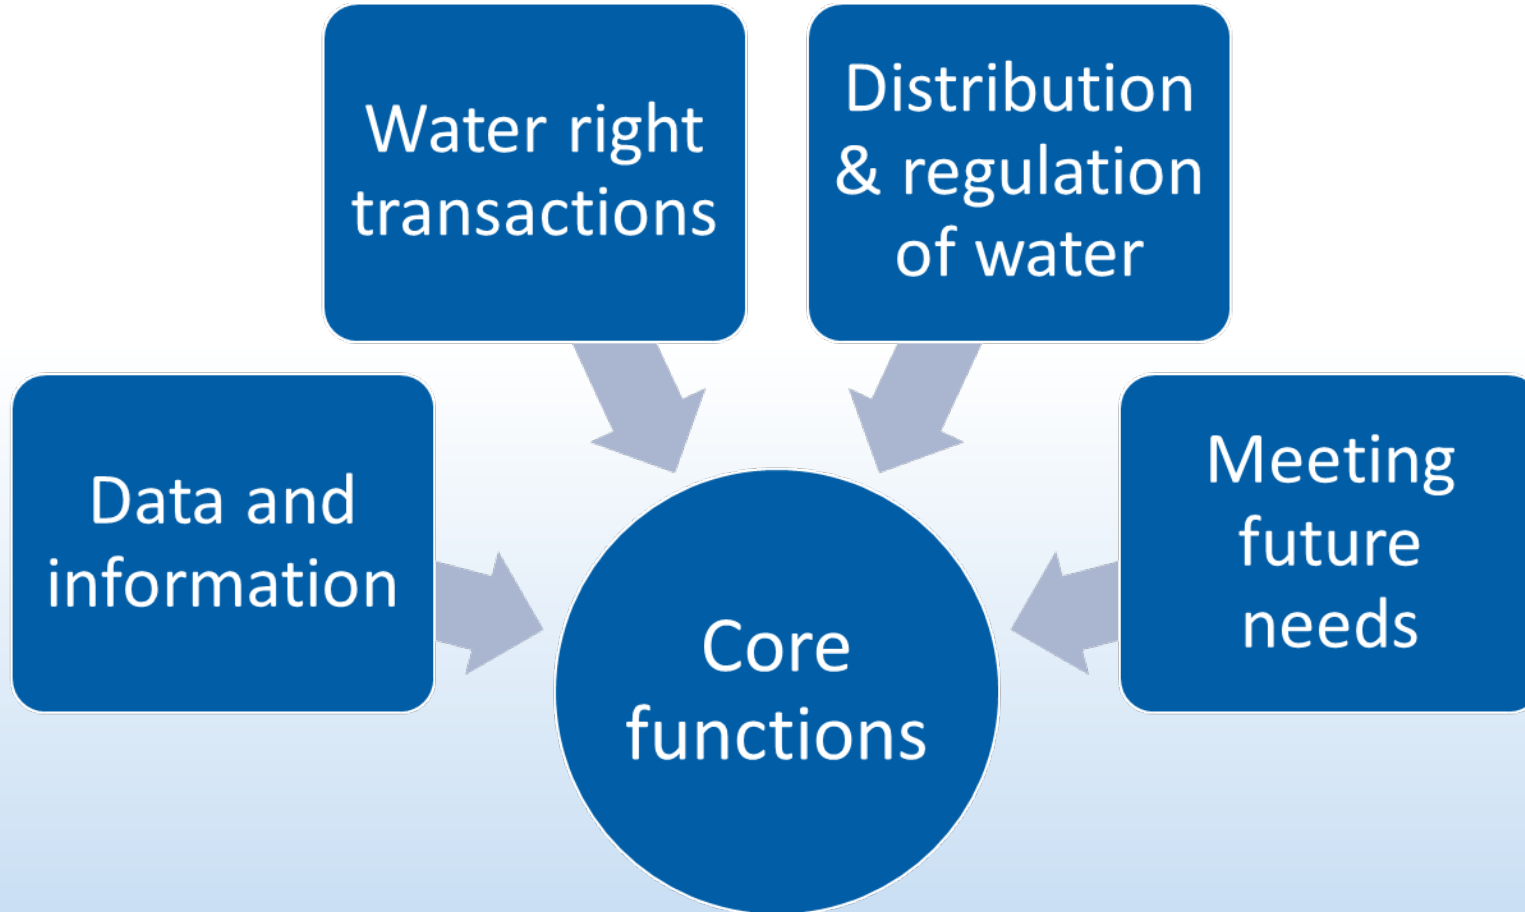 Water right
transactions
Distribution
& regulation
of water
Data and
information
Meeting
future
needs
Core
functions